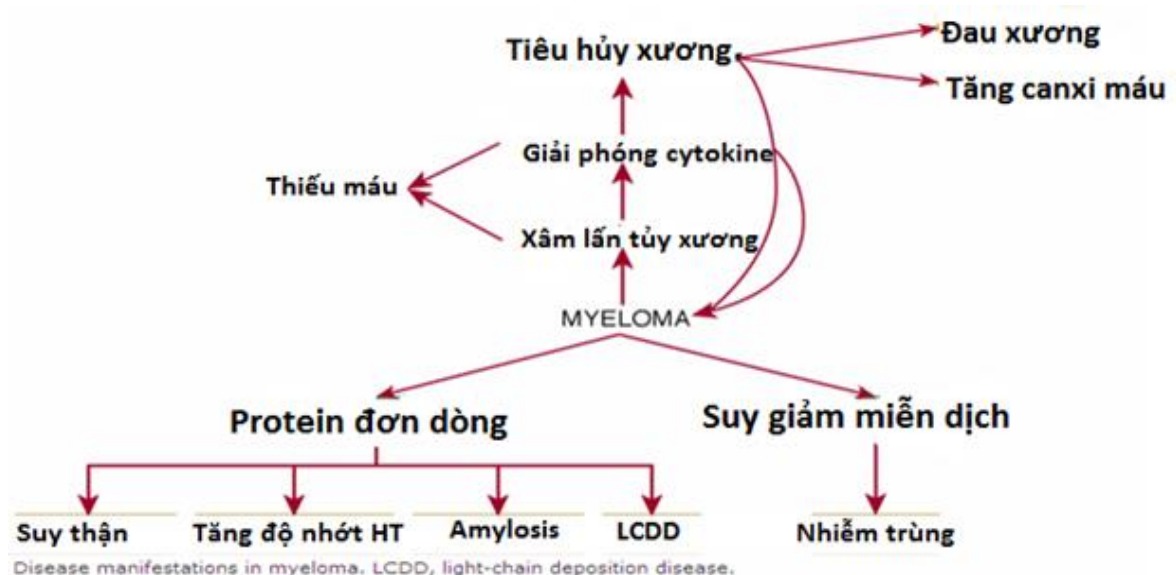 Đau xương
Tiêu hủy xương
Tăng canxi máu
Giải phóng cytokine
Thiếu máu
Xâm lấn tủy xương
MYELOMA
Protein đơn dòng
Suy giảm miễn dịch
Suy thận
Tăng độ nhớt HT
Amylosis
LCDD
Nhiễm trùng
Disease manifestations in myeloma. LCDD, light-chain deposition disease.